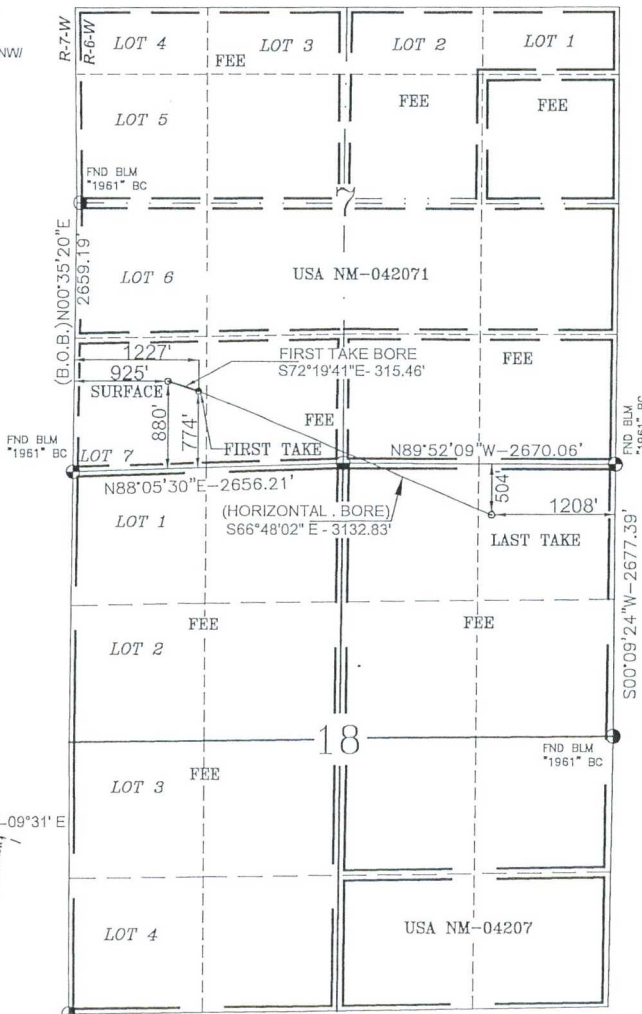 NW/
R-7-W
R-6-W
LOT 4
LOT 3
LOT 2
LOT 1
FEE
FEE
FEE
LOT 5
FND BLM
"1961" BC
7
(B.O.B.) N00°35'20"E
2659.19'
LOT 6
USA NM-042071
1227'
FIRST TAKE BORE
S72°19'41"E- 315.46'
FEE
925'
SURFACE
880'
774'
FEE
FIRST TAKE
FND BLM
"1961" BC
LOT 7
N89°52'09"W-2670.06'
FND BLM
"1961" BC
N88°05'30"E-2656.21'
504'
1208'
(HORIZONTAL . BORE)
S66°48'02" E - 3132.83'
LAST TAKE
LOT 1
S00°09'24"W-2677.39'
FEE
FEE
LOT 2
18
FND BLM
"1961" BC
LOT 3
FEE
-09°31' E
LOT 4
USA NM-04207